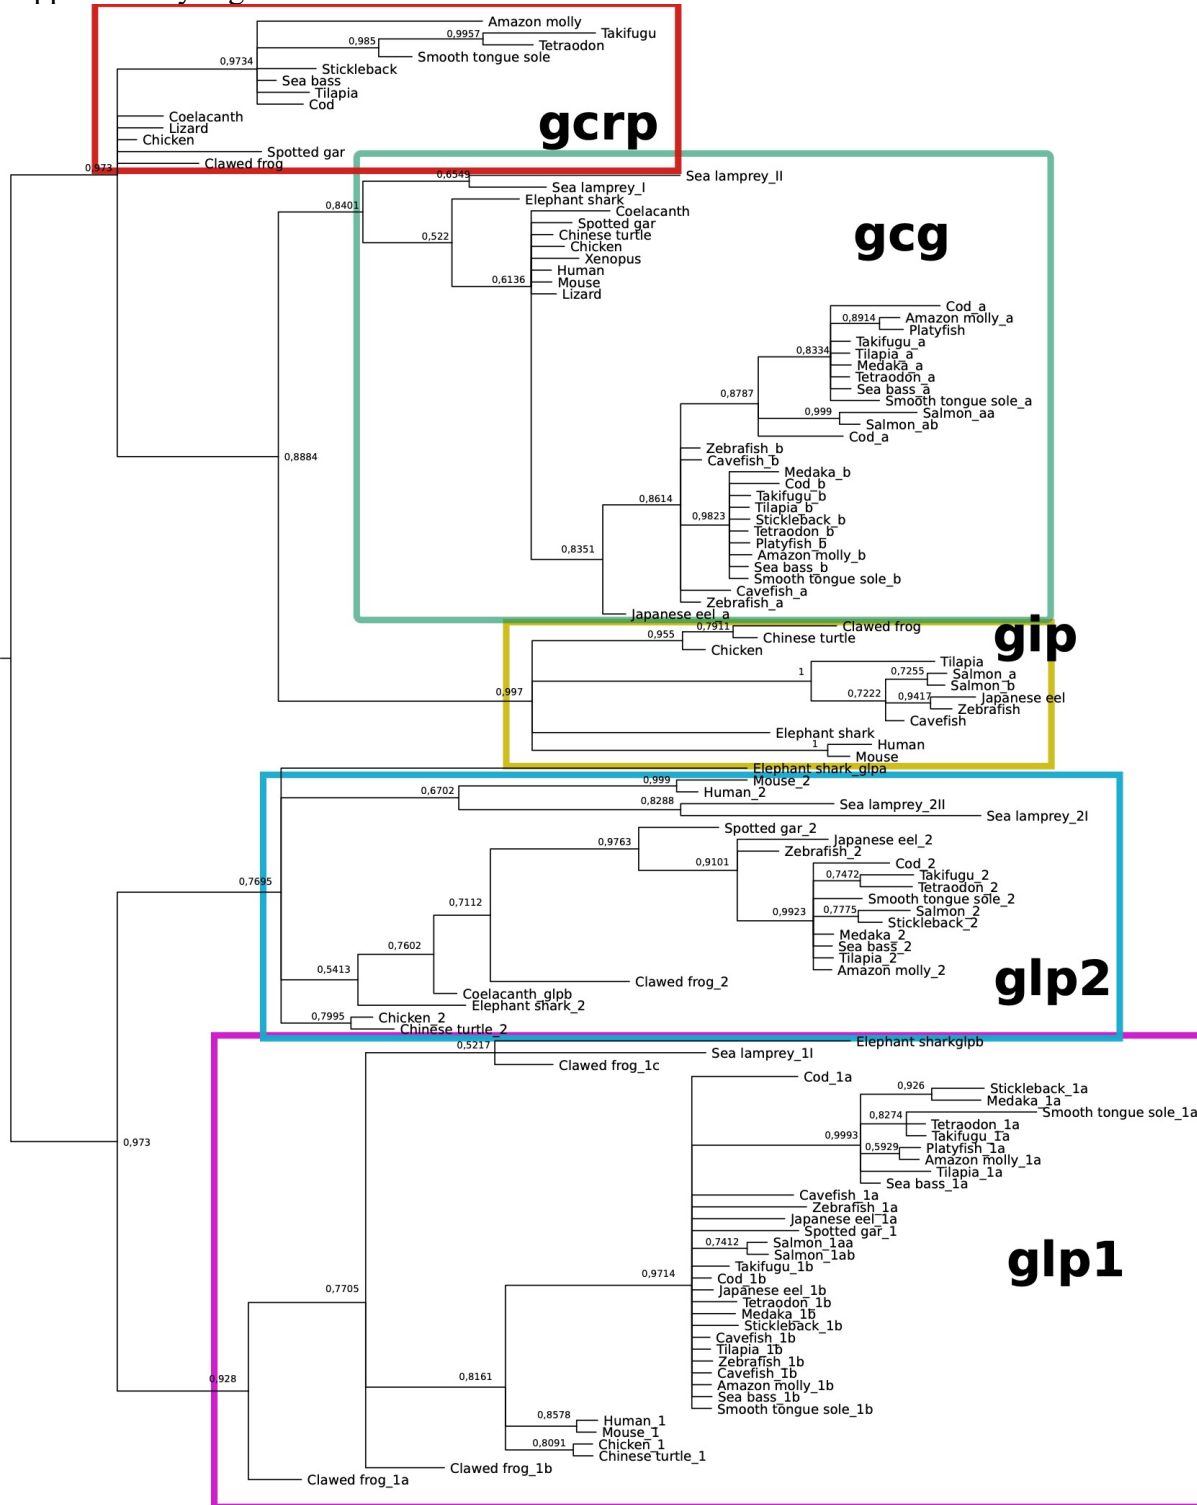 Amazon molly
0,9957
Takifugu
0,985
Tetraodon
Smooth tongue sole
0,9734
Stickleback
Sea bass
Tilapia
Cod
Coelacanth
gcrp
Lizard
Chicken
Spotted gar
Clawed frog
0,973
0,6549
Sea lamprey_II
Sea lamprey_I
Elephant shark
0,8401
Coelacanth
Spotted gar
0,522
Chinese turtle
gcg
Chicken
Xenopus
Human
0,6136
Mouse
Lizard
Cod_a
0,8914
Amazon molly_a
Platyfish
Takifugu_a
0,8334
Tilapia_a
Medaka_a
Tetraodon_a
Sea bass_a
0,8787
Smooth tongue sole_a
0,999
Salmon_aa
Salmon_ab
Cod_a
Zebrafish_b
0,8884
Cavefish_b
Medaka_b
Cod_b
0,8614
Takifugu_b
Tilapia_b
0,9823
Stickleback_b
Tetraodon_b
Platyfish_b
0,8351
Amazon molly_b
Sea bass_b
Smooth tongue sole_b
Cavefish_a
Zebrafish_a
Japanese eel_a
0,7911
Clawed frog
gip
0,955
Chinese turtle
Chicken
Tilapia
1
0,7255
Salmon_a
Salmon_b
0,997
0,7222
0,9417
Japanese eel
Zebrafish
Cavefish
Elephant shark
1
Human
Mouse
Elephant shark_glpa
0,999
Mouse_2
0,6702
Human_2
0,8288
Sea lamprey_2II
Sea lamprey_2I
Spotted gar_2
0,9763
Japanese eel_2
Zebrafish_2
0,9101
Cod_2
0,7472
Takifugu_2
0,7695
Tetraodon_2
Smooth tongue sole_2
0,7112
0,9923
0,7775
Salmon_2
Stickleback_2
Medaka_2
0,7602
Sea bass_2
Tilapia_2
0,5413
Amazon molly_2
glp2
Clawed frog_2
Coelacanth_glpb
Elephant shark_2
0,7995
Chicken_2
Chinese turtle_2
0,5217
Elephant sharkglpb
Sea lamprey_1I
Clawed frog_1c
Cod_1a
0,926
Stickleback_1a
Medaka_1a
0,8274
Smooth tongue sole_1a
Tetraodon_1a
0,9993
Takifugu_1a
0,973
0,5929
Platyfish_1a
Amazon molly_1a
Tilapia_1a
Sea bass_1a
Cavefish_1a
Zebrafish_1a
Japanese eel_1a
Spotted gar_1
0,7412
Salmon_1aa
Salmon_1ab
glp1
Takifugu_1b
0,9714
Cod_1b
0,7705
Japanese eel_1b
Tetraodon_1b
Medaka_1b
Stickleback_1b
Cavefish_1b
Tilapia_1b
Zebrafish_1b
0,928
0,8161
Cavefish_1b
Amazon molly_1b
Sea bass_1b
Smooth tongue sole_1b
0,8578
Human_1
Mouse_1
0,8091
Chicken_1
Chinese turtle_1
Clawed frog_1b
Clawed frog_1a